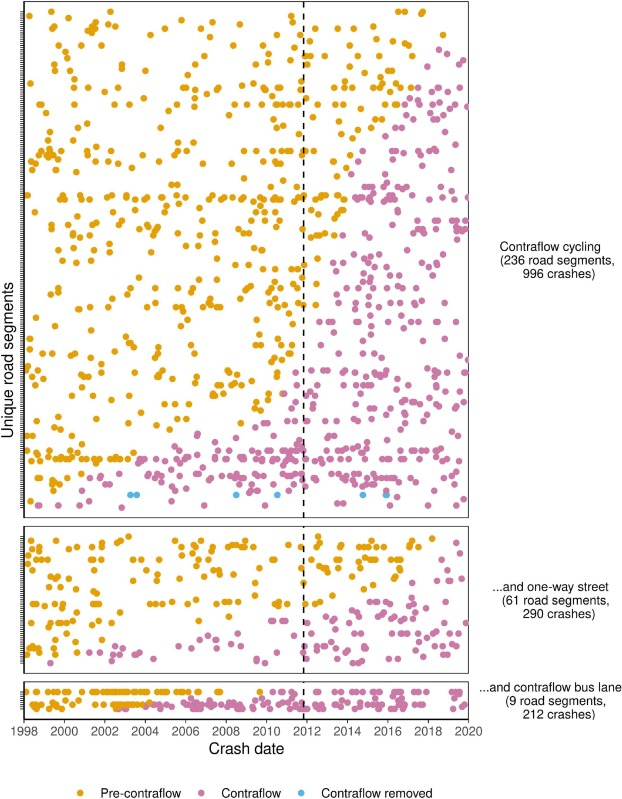 Unique road segments
Contraflow cycling
(236 road segments,
996 crashes)
...and one-way street
(61 road segments,
290 crashes)
...and contraflow bus lane
(9 road segments,
212 crashes)
1998 2000 2002 2004 2006 2008 2010 2012 2014 2016 2018 2020
Crash date
Pre-contraflow Contraflow Contraflow removed